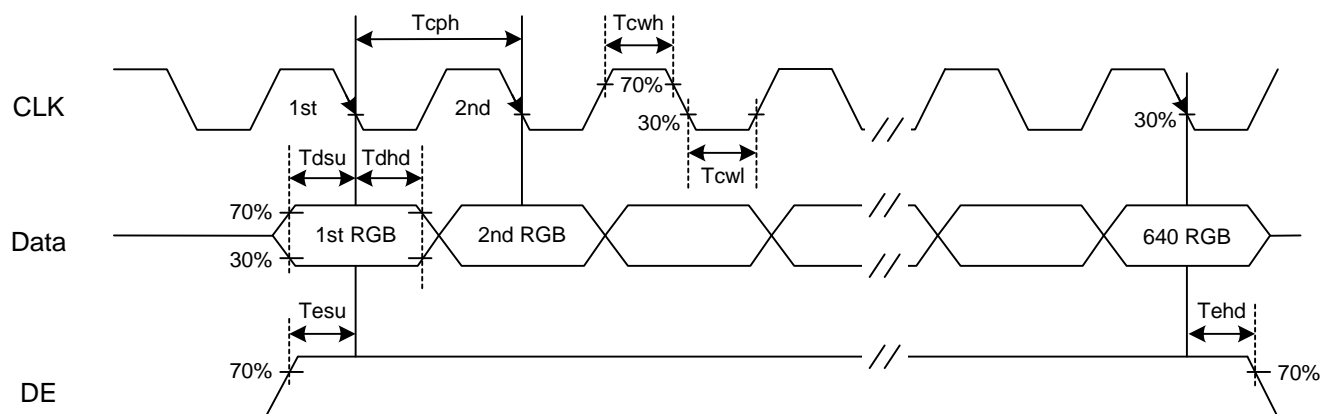 Tcph
Tcwh
CLK
1st
2nd
70%
30%
30%
Tdsu
Tdhd
Tcwl
70%
Data
1st RGB
2nd RGB
640 RGB
30%
Tesu
Tehd
70%
70%
DE